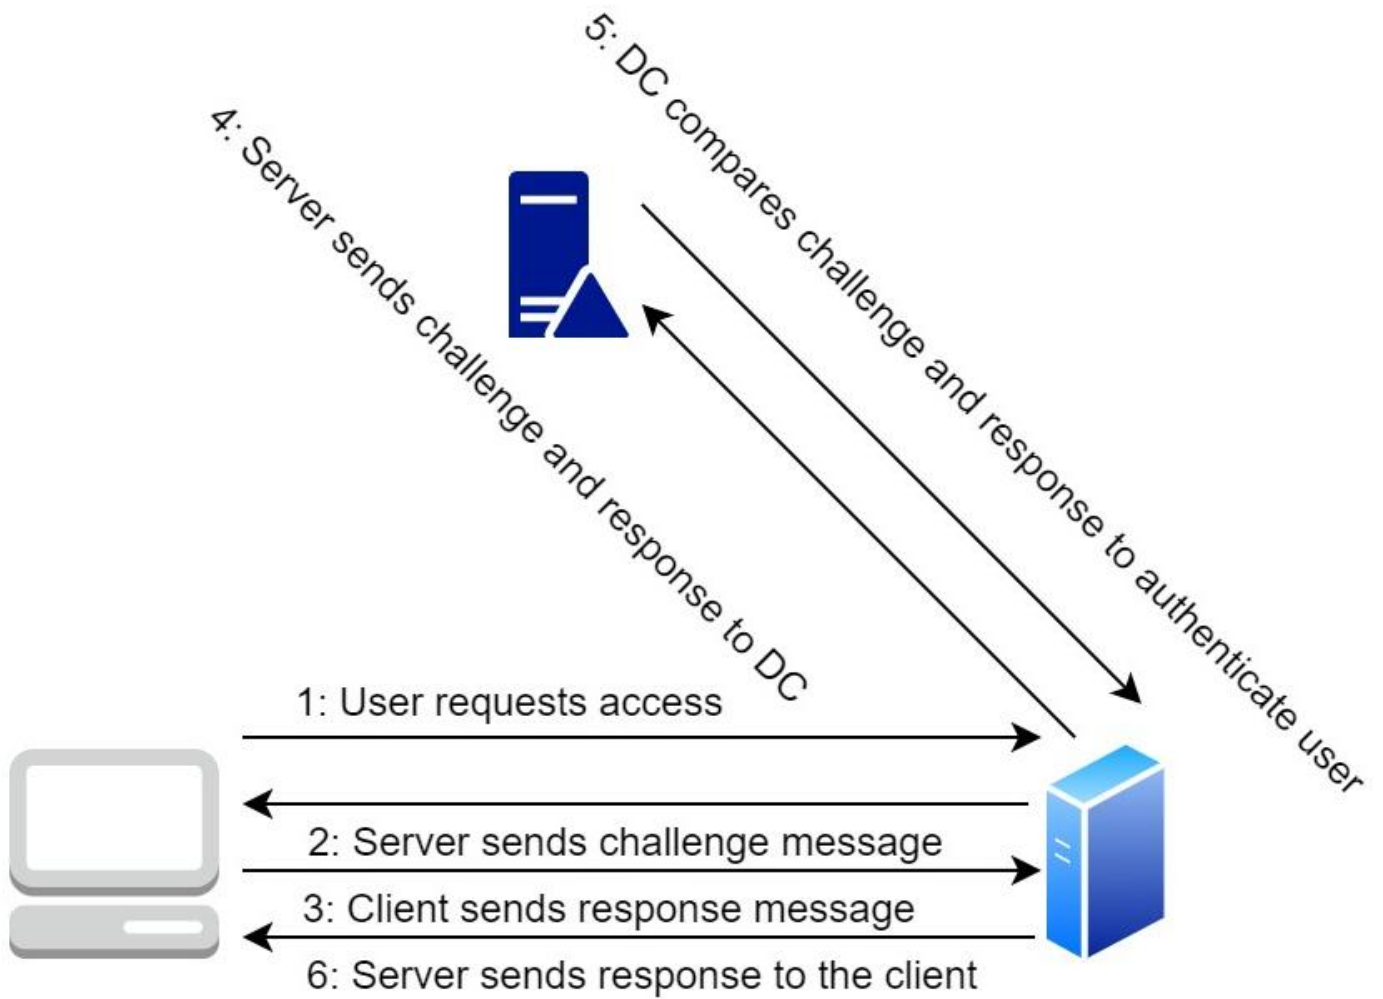 5: DC compares challenge and response to authenticate user
4: Server sends challenge and response to DC
1: User requests access
2: Server sends challenge message
3: Client sends response message
6: Server sends response to the client